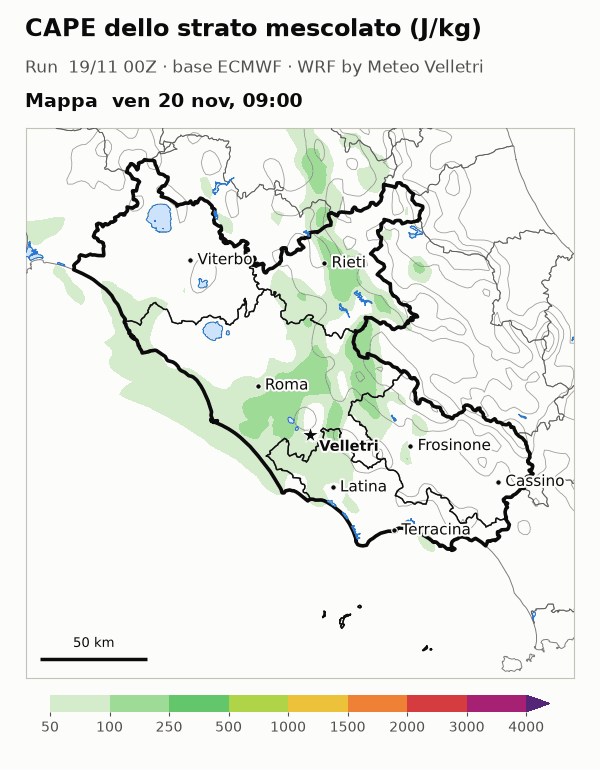 CAPE dello strato mescolato (J/kg)
Run  19/11 00Z · base ECMWF · WRF by Meteo Velletri
Mappa  ven 20 nov, 09:00
Viterbo
Rieti
Roma
Velletri
Frosinone
Latina
Cassino
Terracina
50 km
50 100 250 500 1000 1500 2000 3000 4000